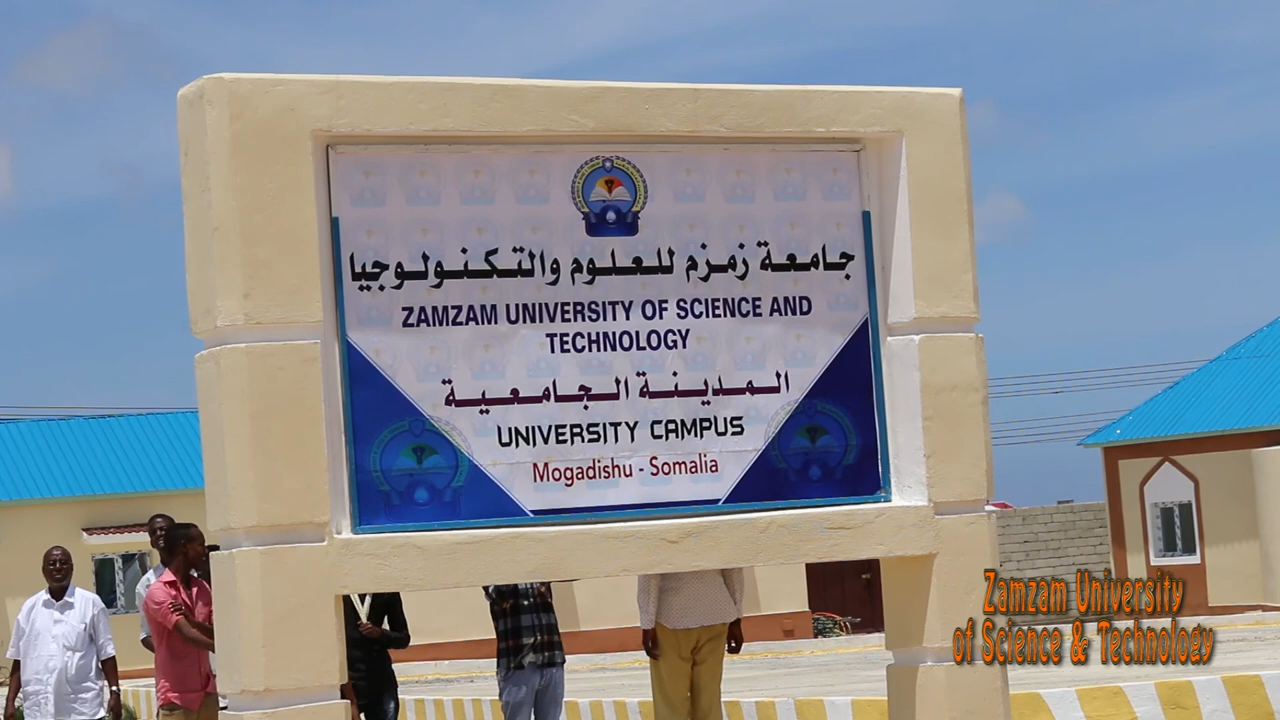 جامعة زمزم للعلوم والتكنولوجيا
ZAMZAM UNIVERSITY OF SCIENCE AND
TECHNOLOGY
المدينة الجامعية
UNIVERSITY CAMPUS
Mogadishu - Somalia
Zamzam University
of Science & Technology